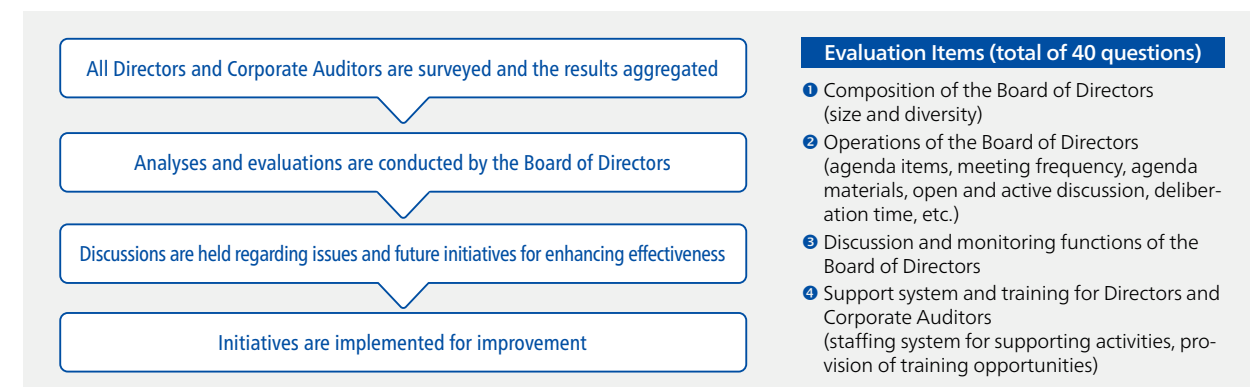 All Directors and Corporate Auditors are surveyed and the results aggregated
Analyses and evaluations are conducted by the Board of Directors
Discussions are held regarding issues and future initiatives for enhancing effectiveness
Initiatives are implemented for improvement
Evaluation Items (total of 40 questions)
❶ Composition of the Board of Directors
(size and diversity)
❷ Operations of the Board of Directors
(agenda items, meeting frequency, agenda
materials, open and active discussion, deliber-
ation time, etc.)
❸ Discussion and monitoring functions of the
Board of Directors
❹ Support system and training for Directors and
Corporate Auditors
(staffing system for supporting activities, pro-
vision of training opportunities)